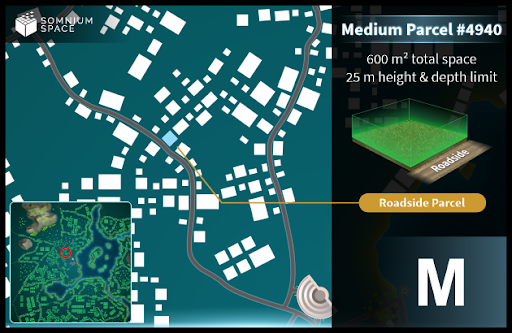 SOMNIUM
SPACE
Medium Parcel #4940
600 m² total space
25 m height & depth limit
Roadside
Roadside Parcel
M